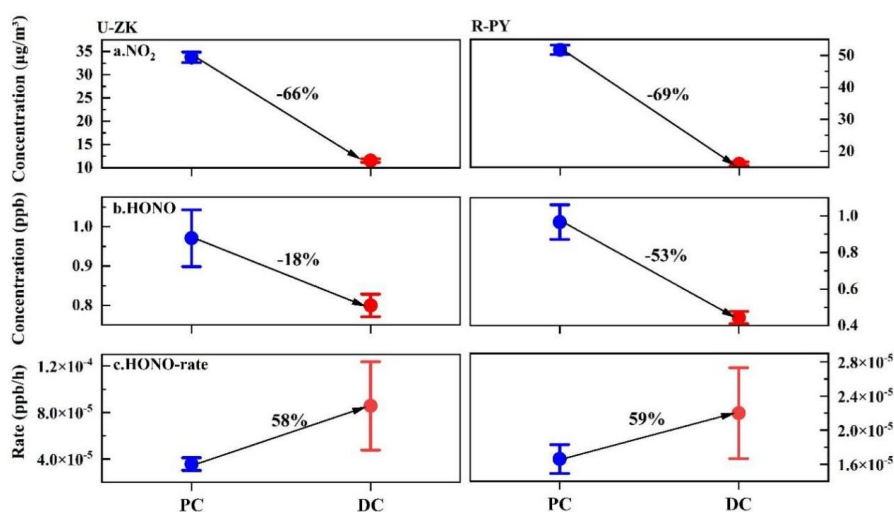 U-ZK
R-PY
Concentration (μg/m³)
a.NO₂
35
30
25
20
15
10
-66%
-69%
50
40
30
20
Concentration (ppb)
b.HONO
1.0
0.9
0.8
-18%
-53%
1.0
0.8
0.6
0.4
Rate (ppb/h)
c.HONO-rate
1.2×10⁻⁴
8.0×10⁻⁵
4.0×10⁻⁵
58%
59%
2.8×10⁻⁵
2.4×10⁻⁵
2.0×10⁻⁵
1.6×10⁻⁵
PC
DC
PC
DC